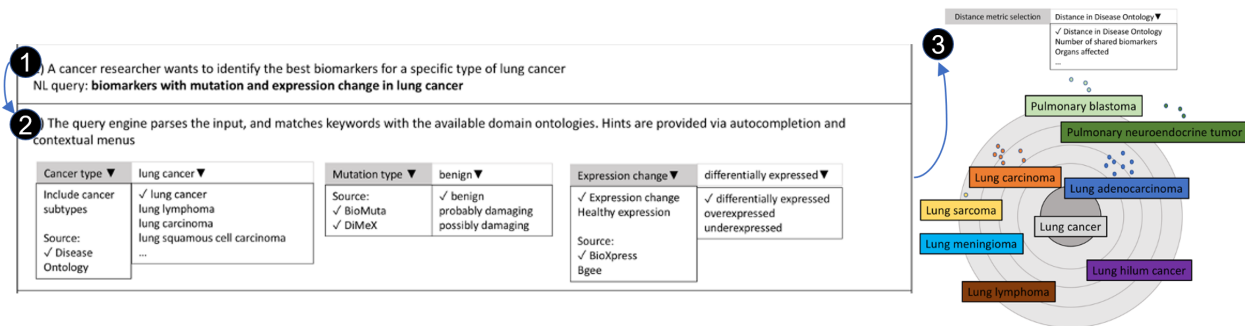 1
) A cancer researcher wants to identify the best biomarkers for a specific type of lung cancer
NL query: biomarkers with mutation and expression change in lung cancer
2
) The query engine parses the input, and matches keywords with the available domain ontologies. Hints are provided via autocompletion and
contextual menus
Cancer type ▼ lung cancer ▼
Include cancer
subtypes
Source:
✓ Disease
Ontology
✓ lung cancer
lung lymphoma
lung carcinoma
lung squamous cell carcinoma
...
Mutation type ▼ benign ▼
Source:
✓ BioMuta
✓ DiMeX
✓ benign
probably damaging
possibly damaging
Expression change ▼ differentially expressed ▼
✓ Expression change
Healthy expression
Source:
✓ BioXpress
Bgee
✓ differentially expressed
overexpressed
underexpressed
3
Distance metric selection Distance in Disease Ontology ▼
✓ Distance in Disease Ontology
Number of shared biomarkers
Organs affected
...
Pulmonary blastoma
Pulmonary neuroendocrine tumor
Lung carcinoma
Lung adenocarcinoma
Lung sarcoma
Lung cancer
Lung meningioma
Lung hilum cancer
Lung lymphoma